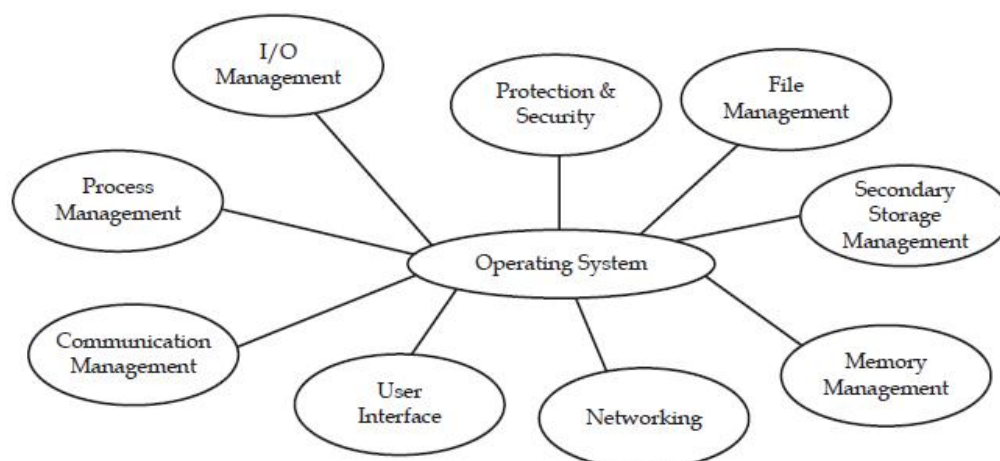 I/O
Management
Protection &
Security
File
Management
Process
Management
Secondary
Storage
Management
Operating System
Communication
Management
User
Interface
Networking
Memory
Management